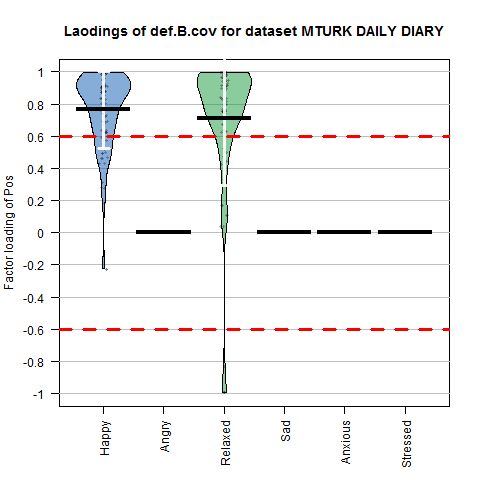 Laodings of def.B.cov for dataset MTURK DAILY DIARY
Factor loading of Pos
1
0.8
0.6
0.4
0.2
0
-0.2
-0.4
-0.6
-0.8
-1
Happy
Angry
Relaxed
Sad
Anxious
Stressed